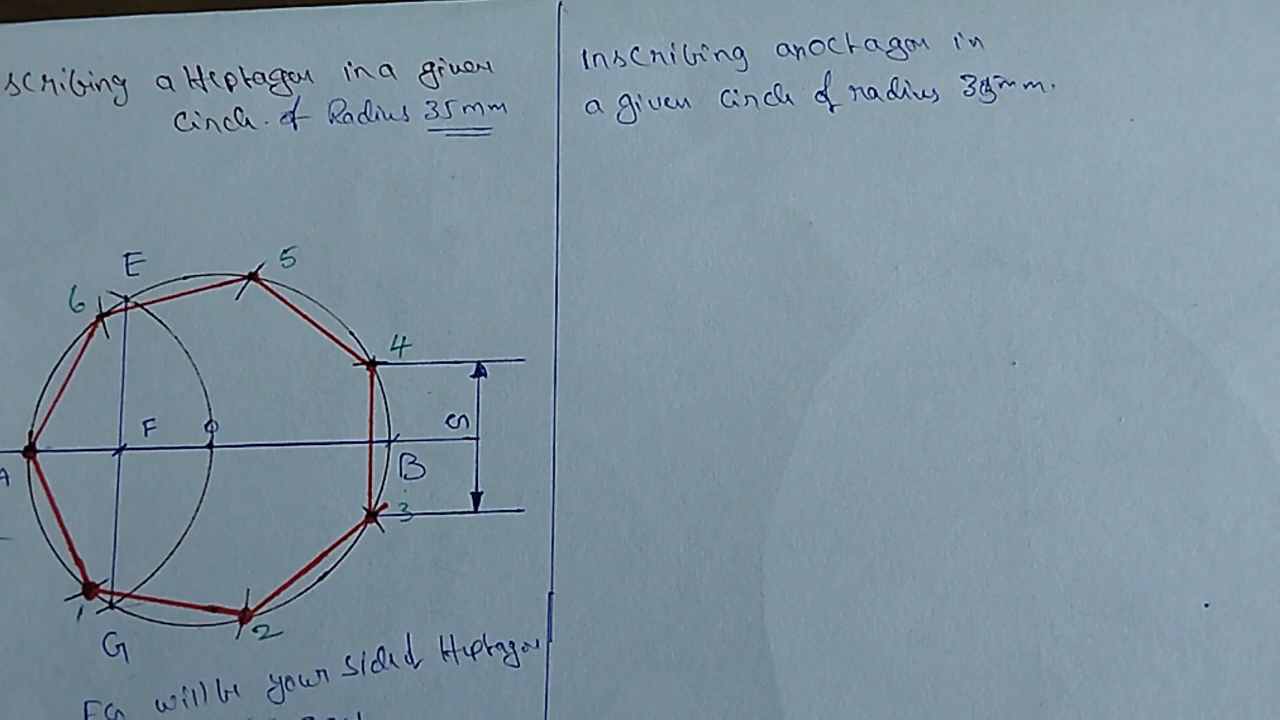 scribing a Heptagon in a given
Circle of Radius 35mm
Inscribing an octagon in
a given circle of radius 35mm.
E
5
6
4
F
O
S
A
B
3
1
G
2
will be your sided Heptagon